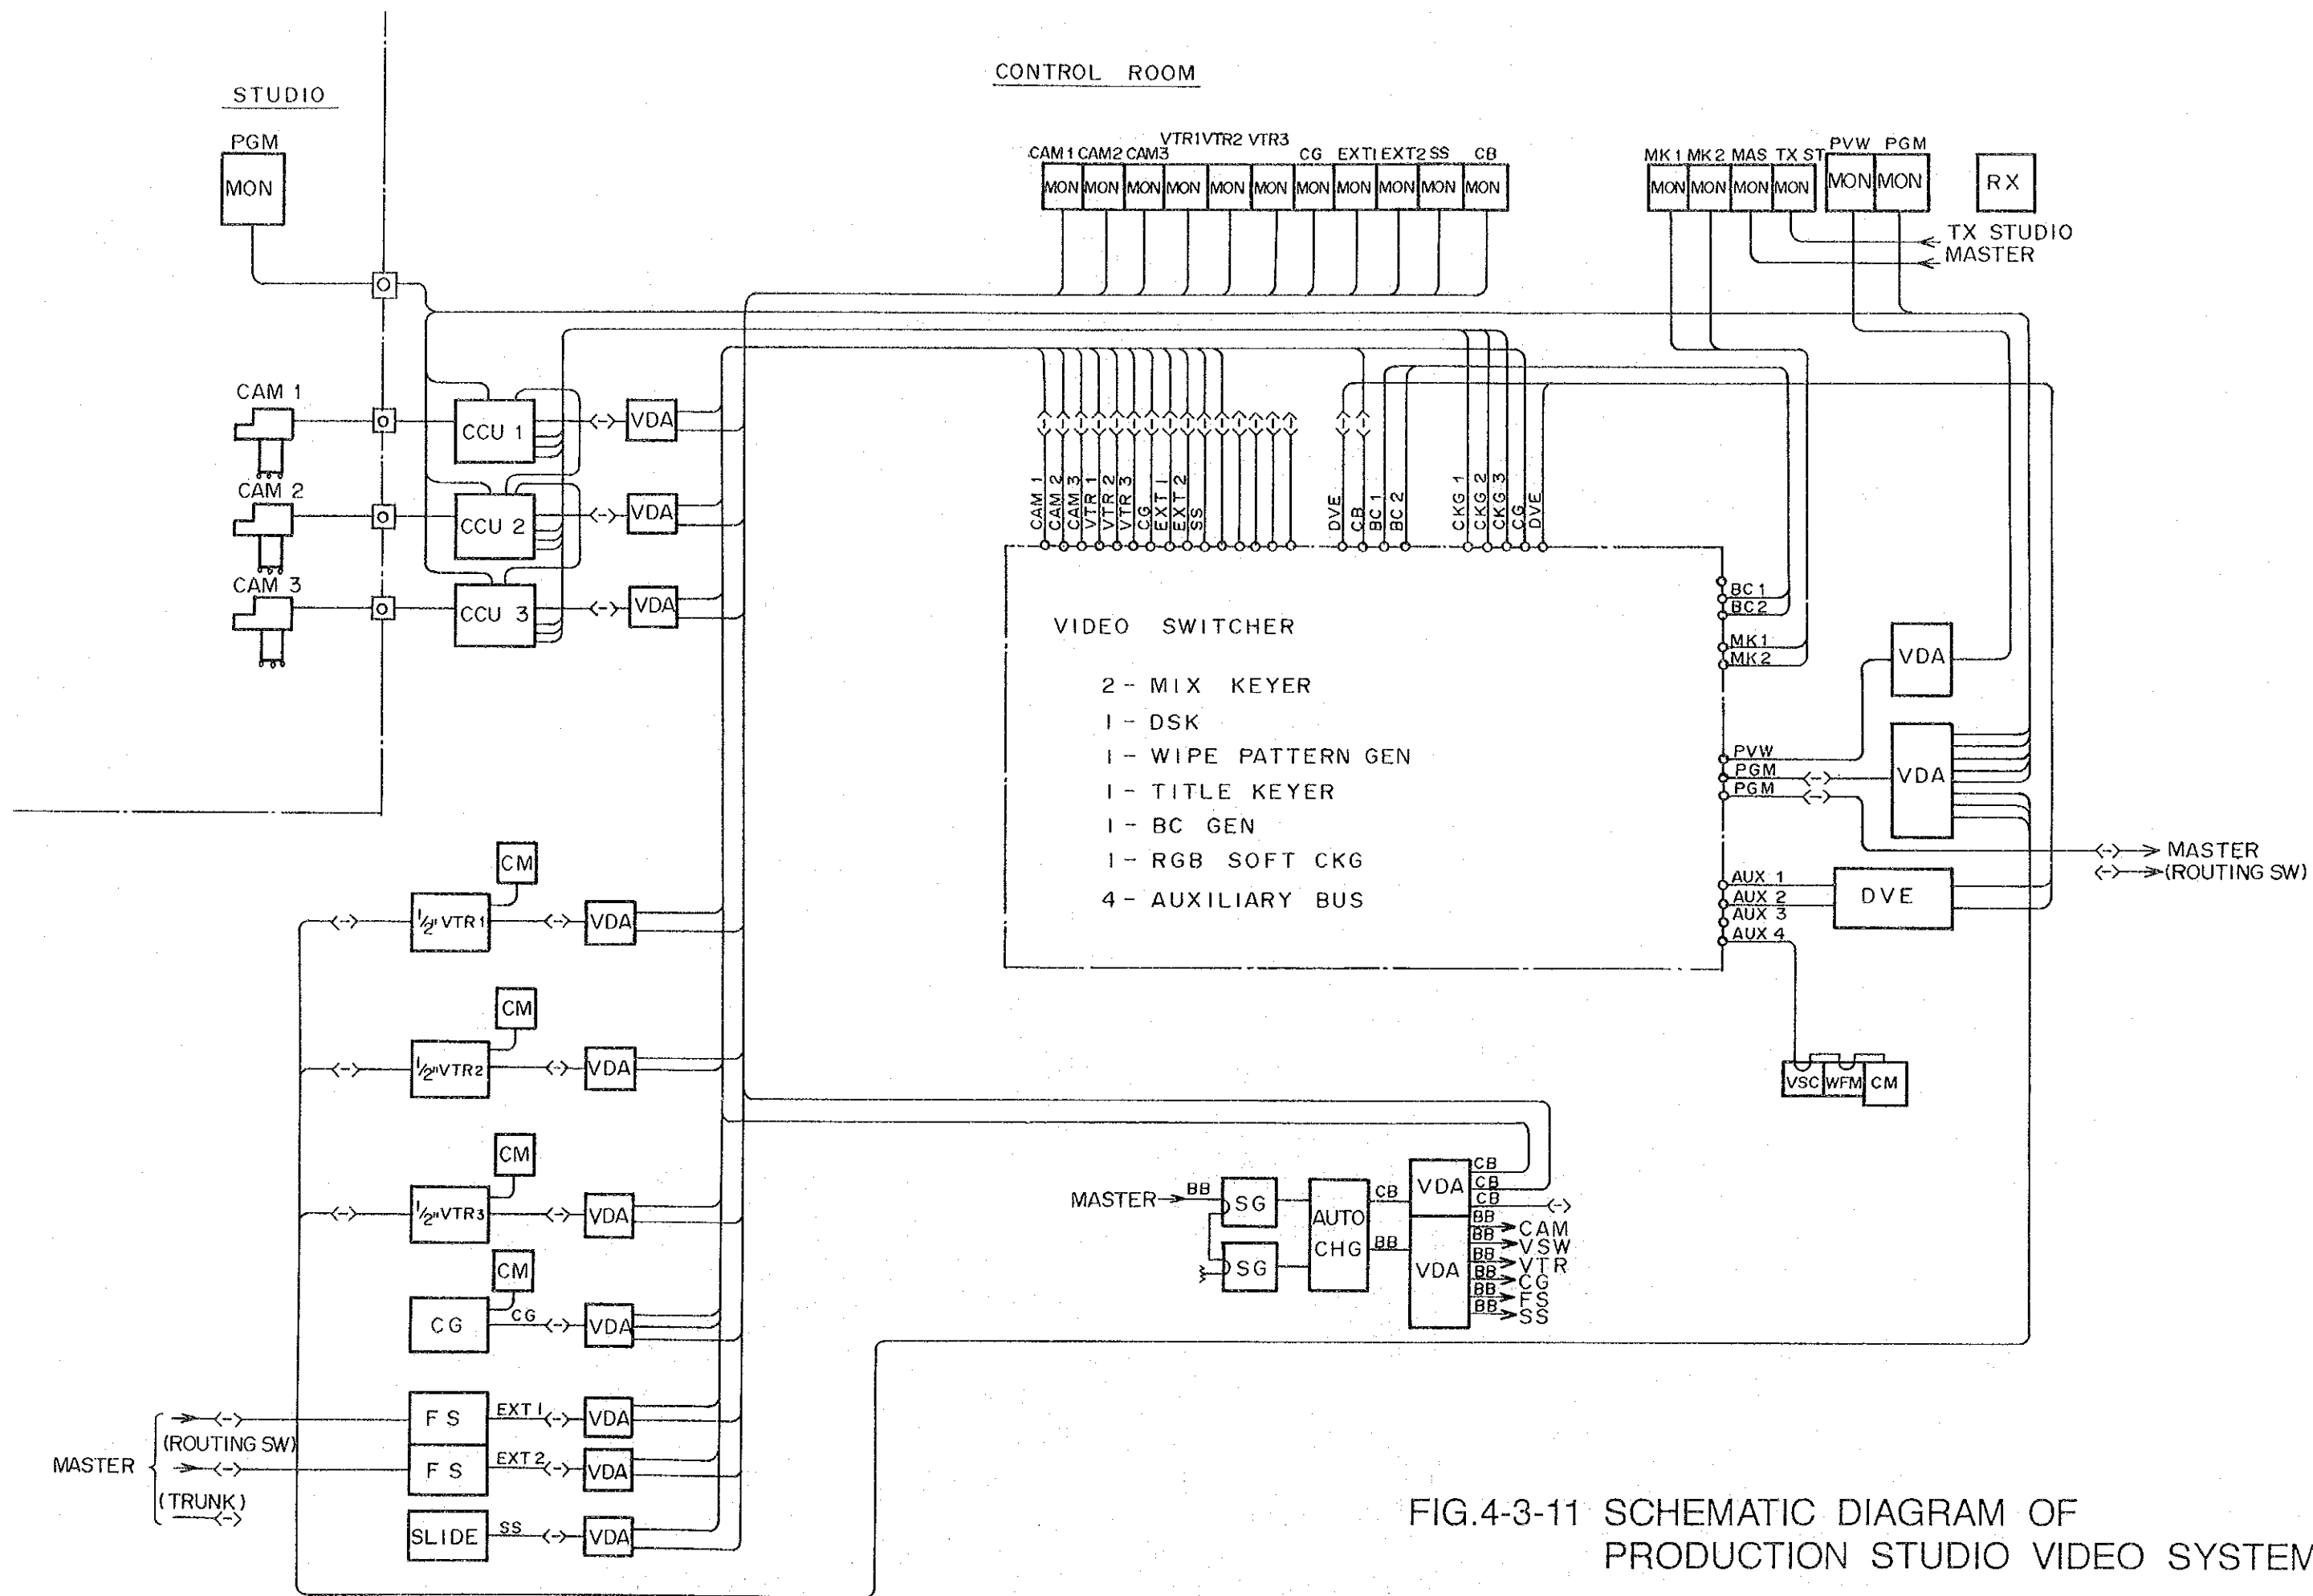 CONTROL ROOM
STUDIO
PGM
MON
VTR1 VTR2 VTR3
CAM 1 CAM2 CAM3 CG EXT1 EXT2 SS CB
MON MON MON MON MON MON MON MON MON MON MON
MK 1 MK 2 MAS TX ST PVW PGM
MON MON MON MON MON MON
RX
TX STUDIO
MASTER
CAM 1
CCU 1
VDA
CAM 2
CCU 2
VDA
CAM 3
CCU 3
VDA
CAM 1
CAM 2
CAM 3
VTR 1
VTR 2
VTR 3
CG
EXT 1
EXT 2
SS
DVE
CB
BC 1
BC 2
CKG 1
CKG 2
CKG 3
CG
DVE
VIDEO SWITCHER
2 - MIX KEYER
1 - DSK
1 - WIPE PATTERN GEN
1 - TITLE KEYER
1 - BC GEN
1 - RGB SOFT CKG
4 - AUXILIARY BUS
BC 1
BC 2
MK1
MK2
PVW
PGM
PGM
AUX 1
AUX 2
AUX 3
AUX 4
VDA
VDA
DVE
MASTER
(ROUTING SW)
VSC WFM CM
CM
1/2" VTR1
VDA
CM
1/2" VTR2
VDA
CM
1/2" VTR3
VDA
CM
CG
CG
VDA
MASTER
(ROUTING SW)
(TRUNK)
FS
EXT 1
VDA
FS
EXT 2
VDA
SLIDE
SS
VDA
MASTER
BB
SG
SG
AUTO
CHG
CB
BB
VDA
VDA
CB
CB
CB
BB CAM
BB VSW
BB VTR
BB CG
BB FS
BB SS
FIG.4-3-11 SCHEMATIC DIAGRAM OF
PRODUCTION STUDIO VIDEO SYSTEM